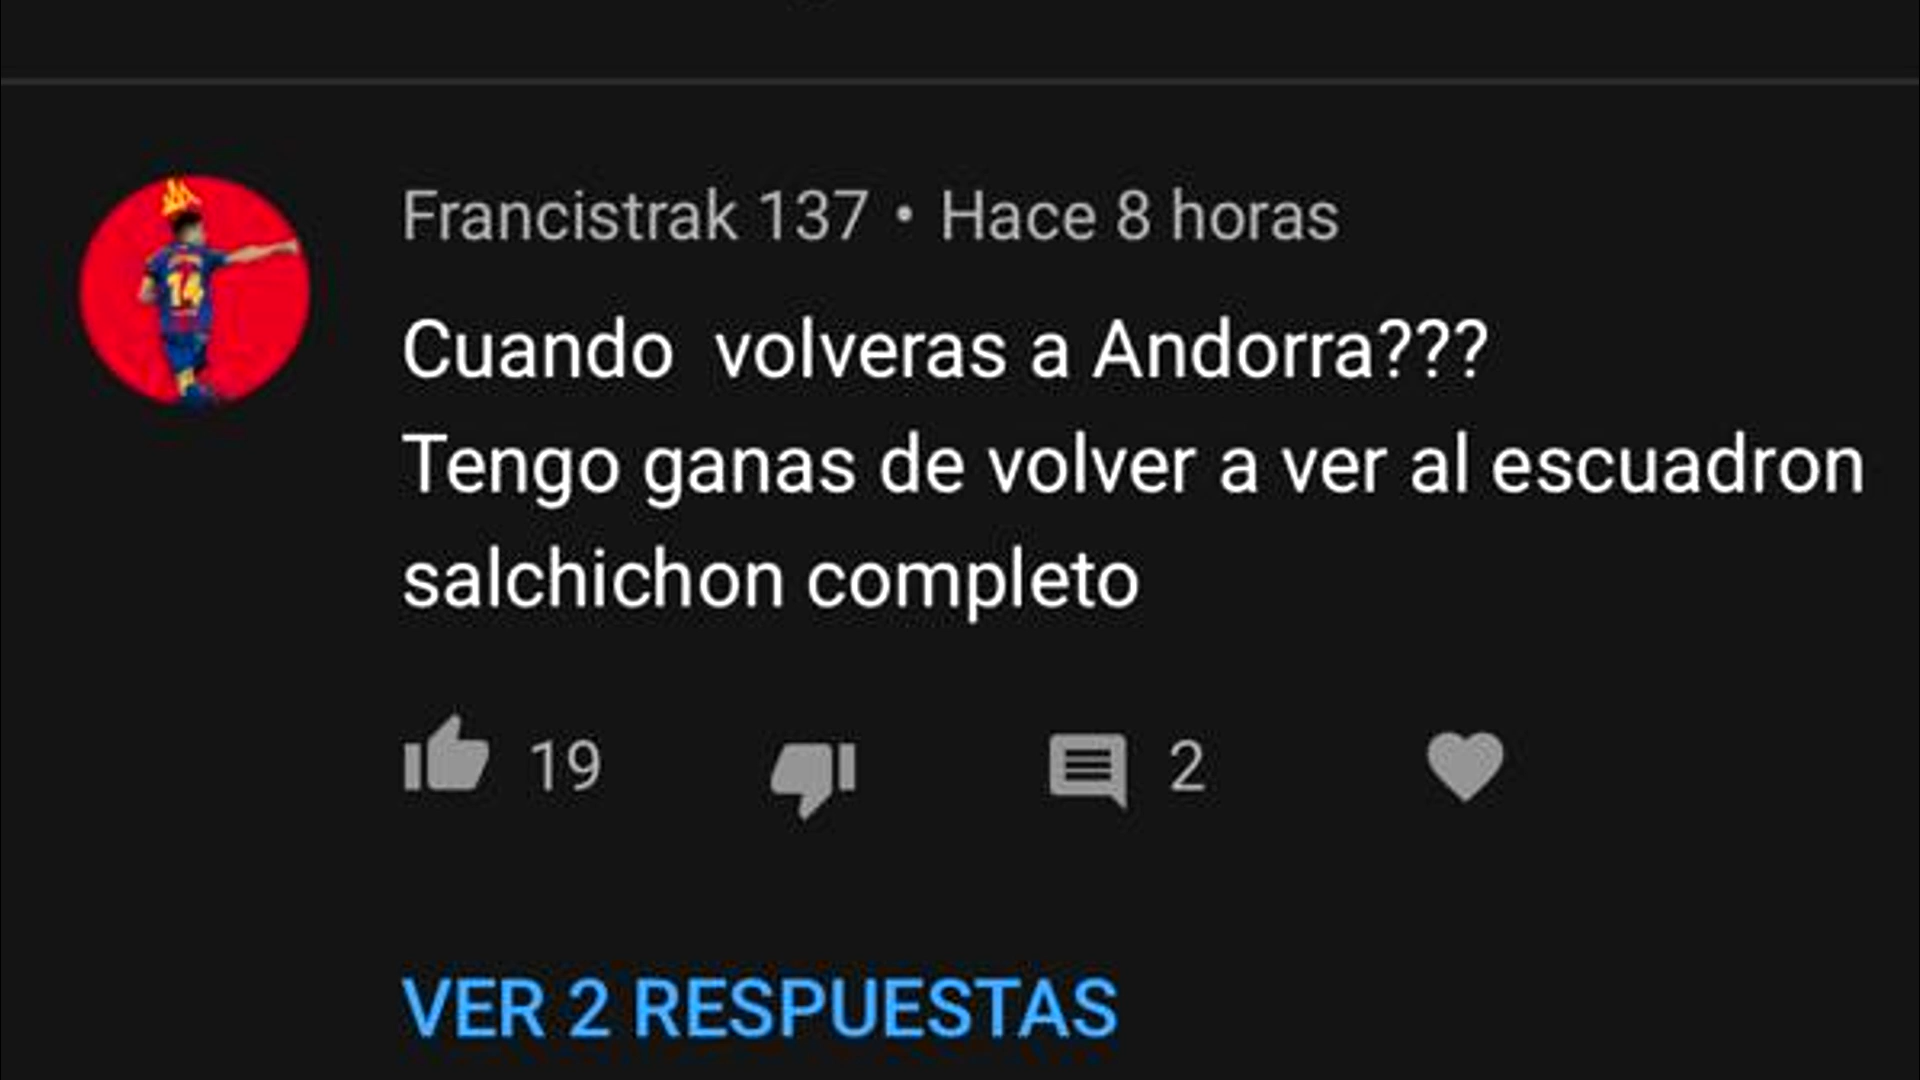 Francistrak 137 • Hace 8 horas
14
Cuando  volveras a Andorra???
Tengo ganas de volver a ver al escuadron
salchichon completo
19
2
VER 2 RESPUESTAS